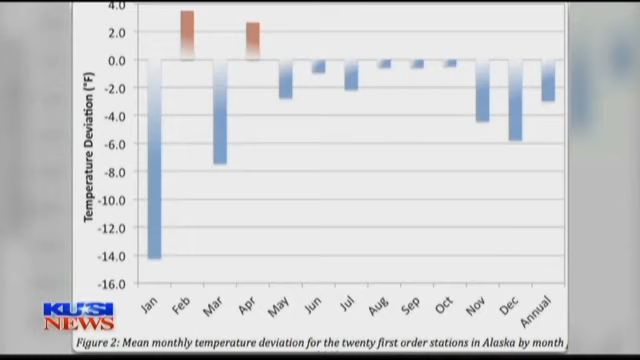 4.0
2.0
0.0
-2.0
-4.0
-6.0
-8.0
-10.0
-12.0
-14.0
-16.0
Temperature Deviation (°F)
Jan Feb Mar Apr May Jun Jul Aug Sep Oct Nov Dec Annual
KUSI
NEWS
Figure 2: Mean monthly temperature deviation for the twenty first order stations in Alaska by month